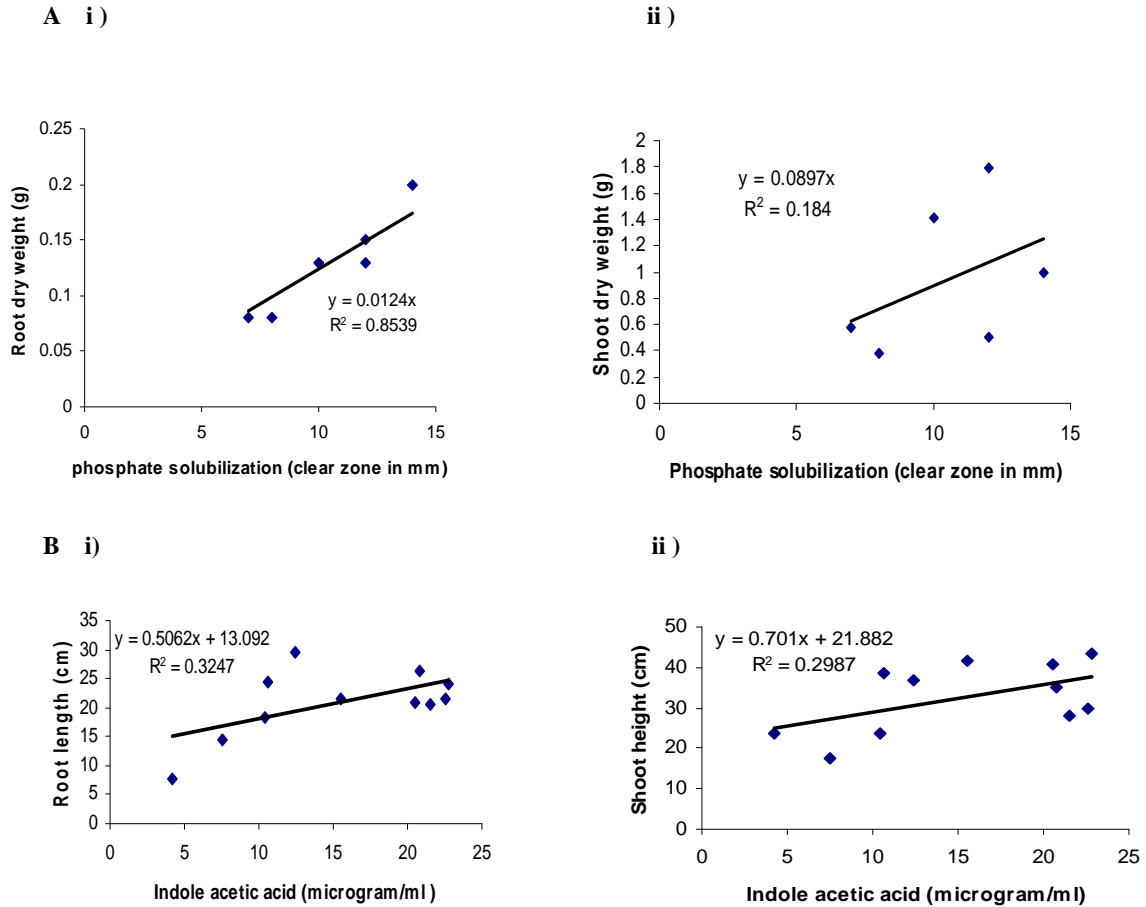 A i )
ii )
0.25
0.2
0.15
0.1
0.05
0
Root dry weight (g)
y = 0.0124x
R² = 0.8539
0 5 10 15
phosphate solubilization (clear zone in mm)
2
1.8
1.6
1.4
1.2
1
0.8
0.6
0.4
0.2
0
Shoot dry weight (g)
y = 0.0897x
R² = 0.184
0 5 10 15
Phosphate solubilization (clear zone in mm)
B i)
ii )
35
30
25
20
15
10
5
0
Root length (cm)
y = 0.5062x + 13.092
R² = 0.3247
0 5 10 15 20 25
Indole acetic acid (microgram/ml )
50
40
30
20
10
0
Shoot height (cm)
y = 0.701x + 21.882
R² = 0.2987
0 5 10 15 20 25
Indole acetic acid (microgram/ml)